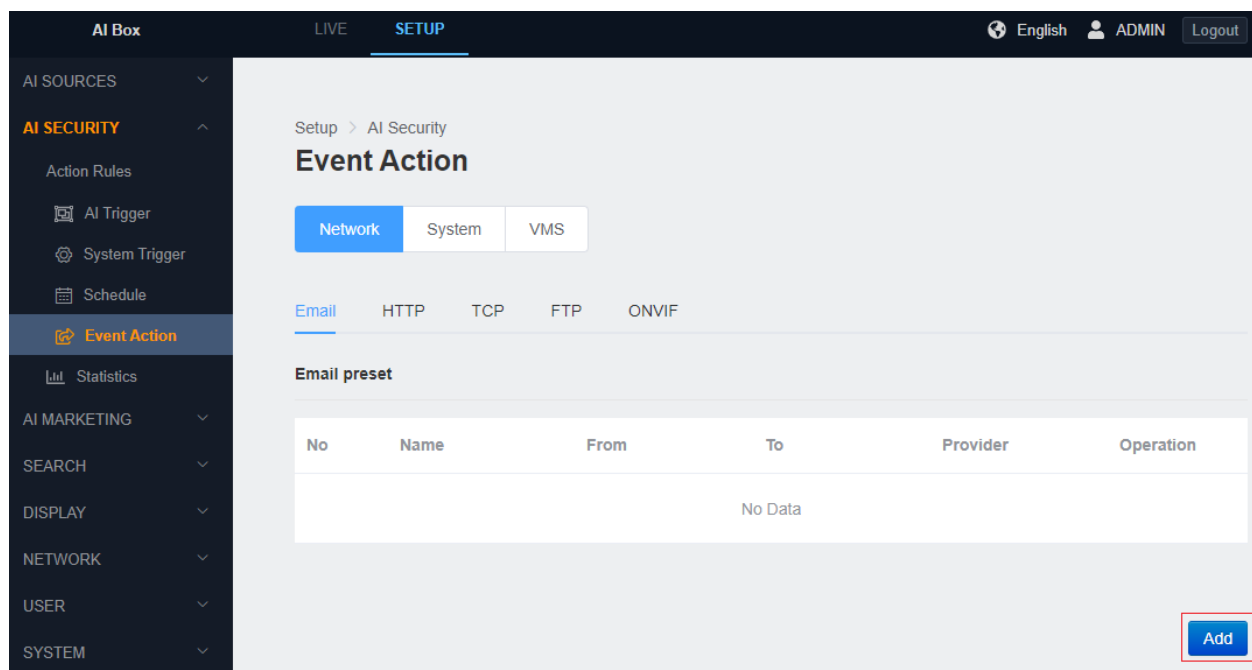 AI Box LIVE SETUP English ADMIN Logout
AI SOURCES
AI SECURITY
Action Rules
AI Trigger
System Trigger
Schedule
Event Action
Statistics
AI MARKETING
SEARCH
DISPLAY
NETWORK
USER
SYSTEM
Setup > AI Security
Event Action
Network System VMS
Email HTTP TCP FTP ONVIF
Email preset
No Name From To Provider Operation
No Data
Add